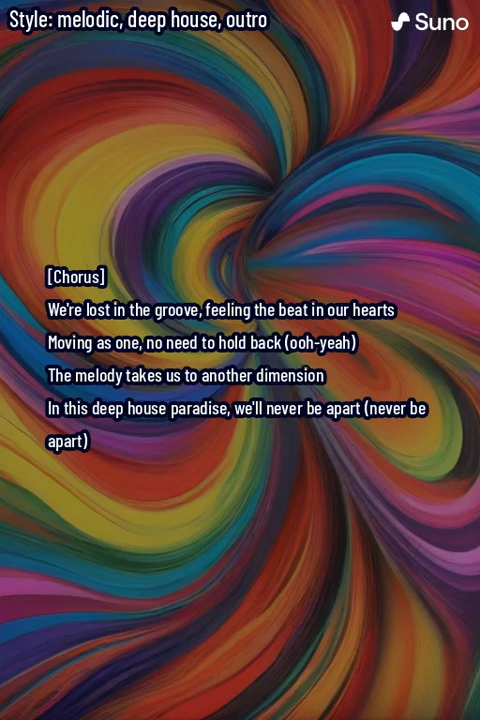 Style: melodic, deep house, outro
Suno
[Chorus]
We're lost in the groove, feeling the beat in our hearts
Moving as one, no need to hold back (ooh-yeah)
The melody takes us to another dimension
In this deep house paradise, we'll never be apart (never be
apart)